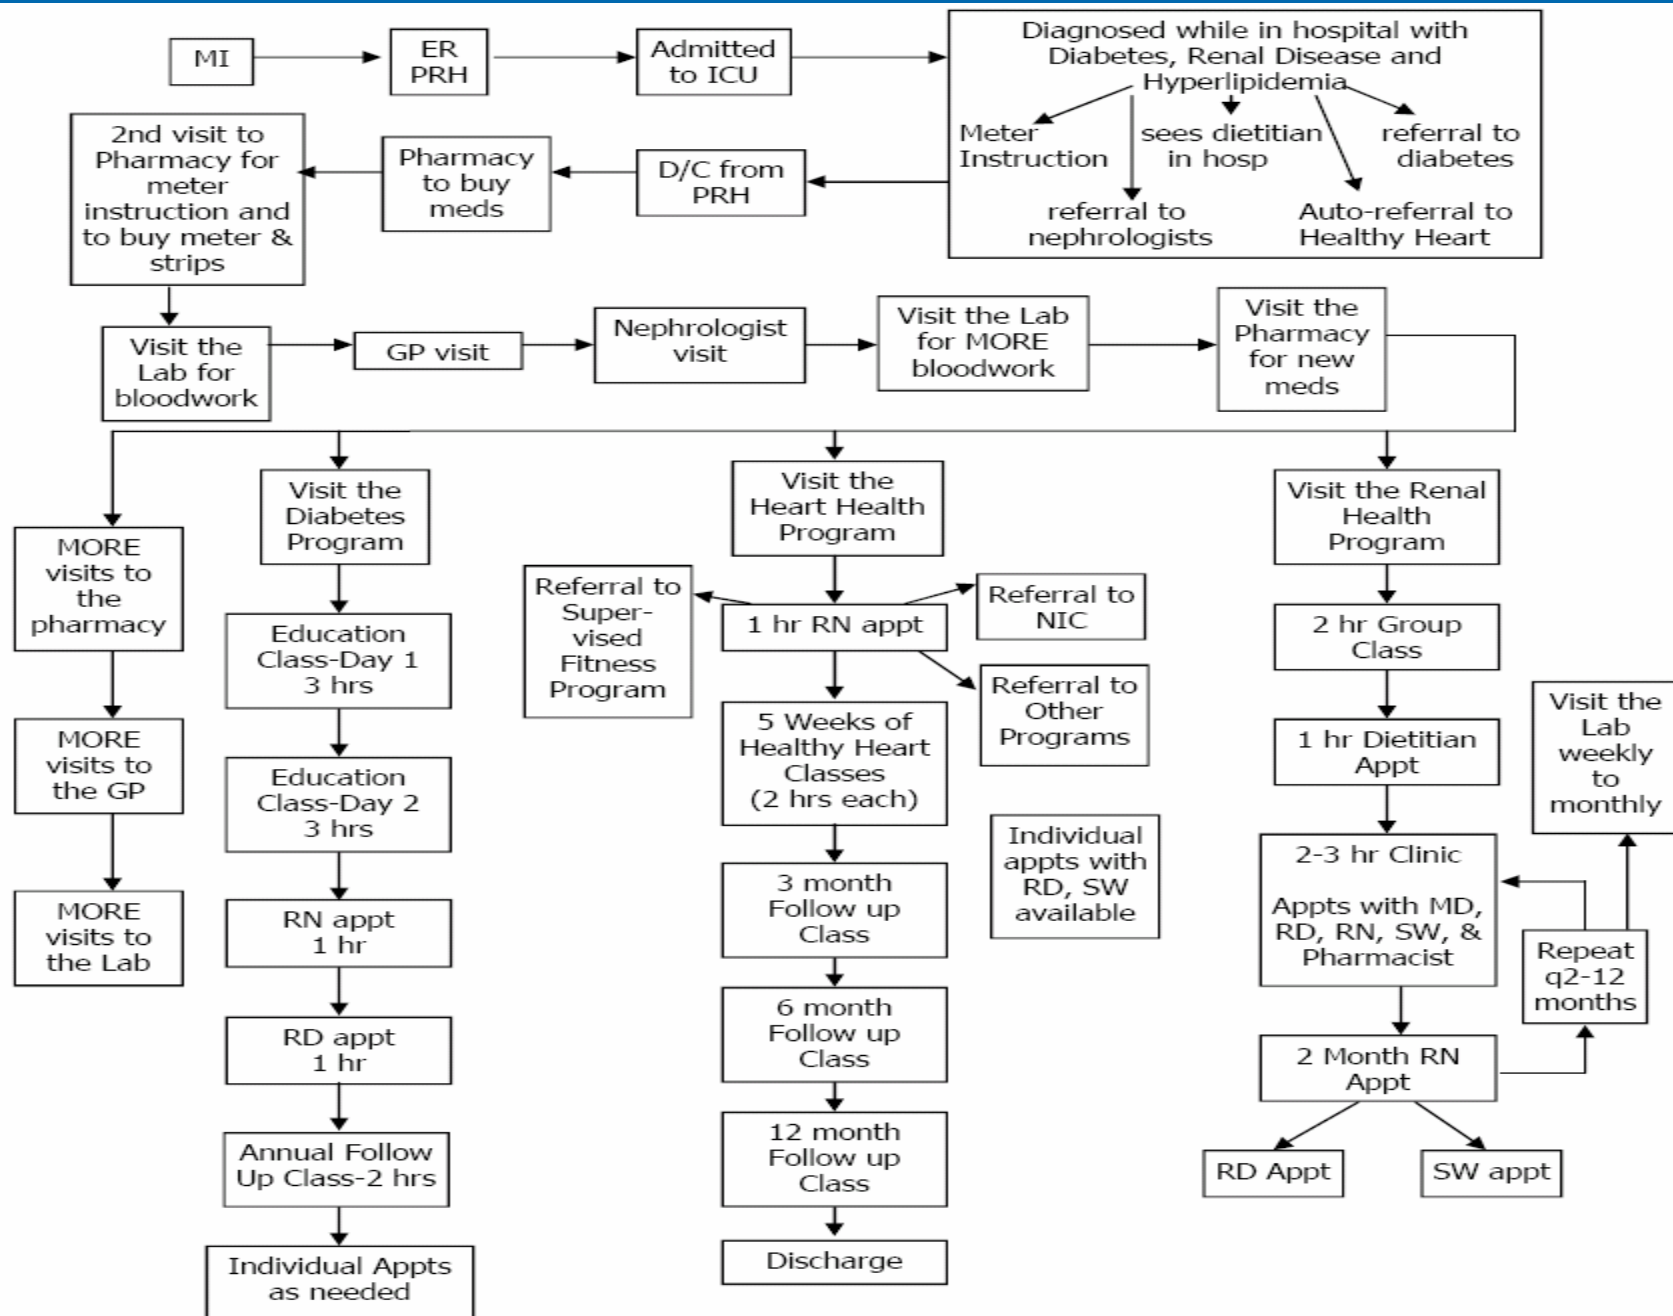 MI
ER
PRH
Admitted
to ICU
Diagnosed while in hospital with
Diabetes, Renal Disease and
Hyperlipidemia
Meter
Instruction
sees dietitian
in hosp
referral to
diabetes
referral to
nephrologists
Auto-referral to
Healthy Heart
D/C from
PRH
Pharmacy
to buy
meds
2nd visit to
Pharmacy for
meter
instruction and
to buy meter &
strips
Visit the
Lab for
bloodwork
GP visit
Nephrologist
visit
Visit the Lab
for MORE
bloodwork
Visit the
Pharmacy
for new
meds
MORE
visits to
the
pharmacy
MORE
visits to
the GP
MORE
visits to
the Lab
Visit the
Diabetes
Program
Education
Class-Day 1
3 hrs
Education
Class-Day 2
3 hrs
RN appt
1 hr
RD appt
1 hr
Annual Follow
Up Class-2 hrs
Individual Appts
as needed
Visit the
Heart Health
Program
1 hr RN appt
Referral to
Super-
vised
Fitness
Program
Referral to
NIC
Referral to
Other
Programs
5 Weeks of
Healthy Heart
Classes
(2 hrs each)
Individual
appts with
RD, SW
available
3 month
Follow up
Class
6 month
Follow up
Class
12 month
Follow up
Class
Discharge
Visit the Renal
Health
Program
2 hr Group
Class
1 hr Dietitian
Appt
2-3 hr Clinic
Appts with MD,
RD, RN, SW, &
Pharmacist
2 Month RN
Appt
RD Appt
SW appt
Repeat
q2-12
months
Visit the
Lab
weekly
to
monthly